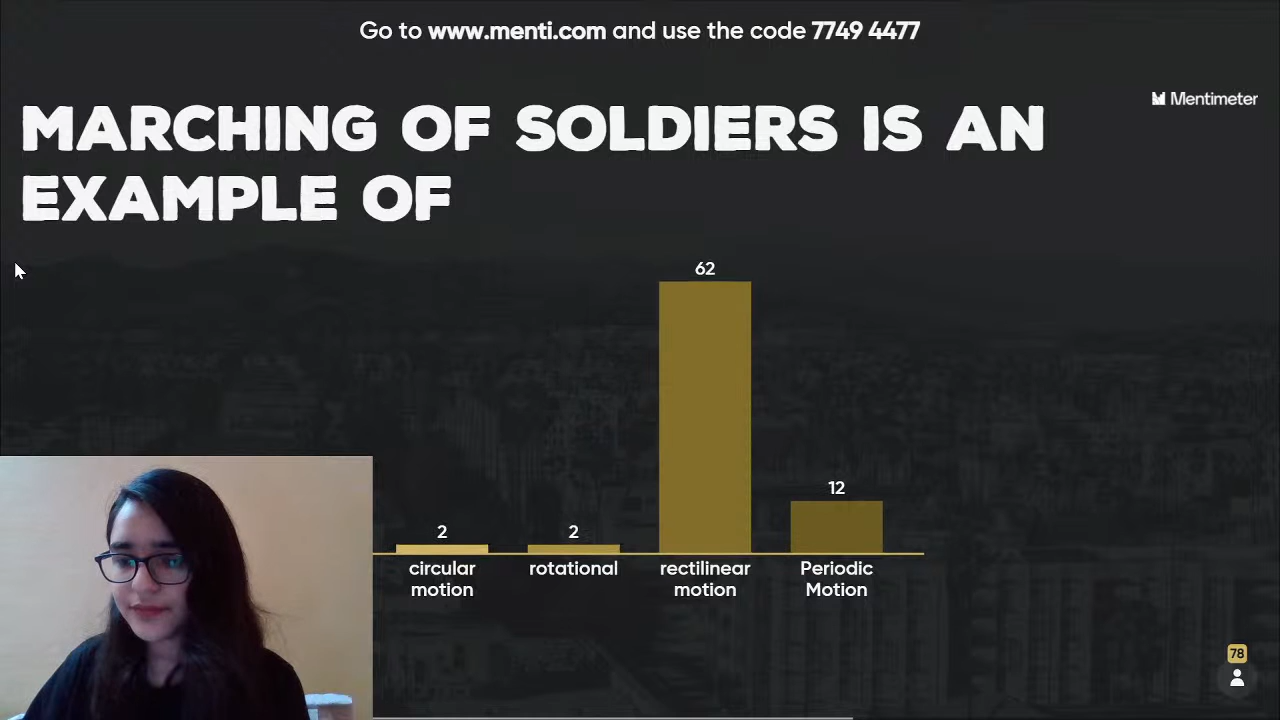 Go to www.menti.com and use the code 7749 4477
Mentimeter
MARCHING OF SOLDIERS IS AN
EXAMPLE OF
62
12
2
2
circular
motion
rotational
rectilinear
motion
Periodic
Motion
78